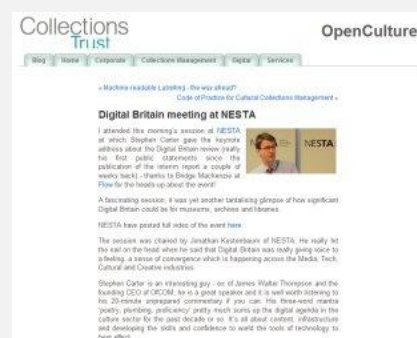 Collections
Trust
OpenCulture
Blog Home Corporate Collections Management Digital Services
« Machine readable Labelling - the way ahead?
Code of Practice for Cultural Collections Management »
Digital Britain meeting at NESTA
I attended this morning's session at NESTA
at which Stephen Carter gave the keynote
address about the Digital Britain review (really
his first public statements since the
publication of the interim report a couple of
weeks back) - thanks to Bridge Mackenzie at
Flow for the heads up about the event!
NESTA
A fascinating session, it was yet another tantalising glimpse of how significant
Digital Britain could be for museums, archives and libraries.
NESTA have posted full video of the event here
The session was chaired by Jonathan Kestenbaum of NESTA. He really hit
the nail on the head when he said that Digital Britain was really giving voice to
a feeling, a sense of convergence which is happening across the Media, Tech,
Cultural and Creative industries.
Stephen Carter is an interesting guy - ex of James Walter Thompson and the
founding CEO of OfCOM, he is a great speaker and it is well worth listening to
his 20-minute unprepared commentary if you can. His three-word mantra
'poetry, plumbing, proficiency' pretty much sums up the digital agenda in the
culture sector for the past decade or so. It's all about content, infrastructure
and developing the skills and confidence to weld the tools of technology to
best effect.